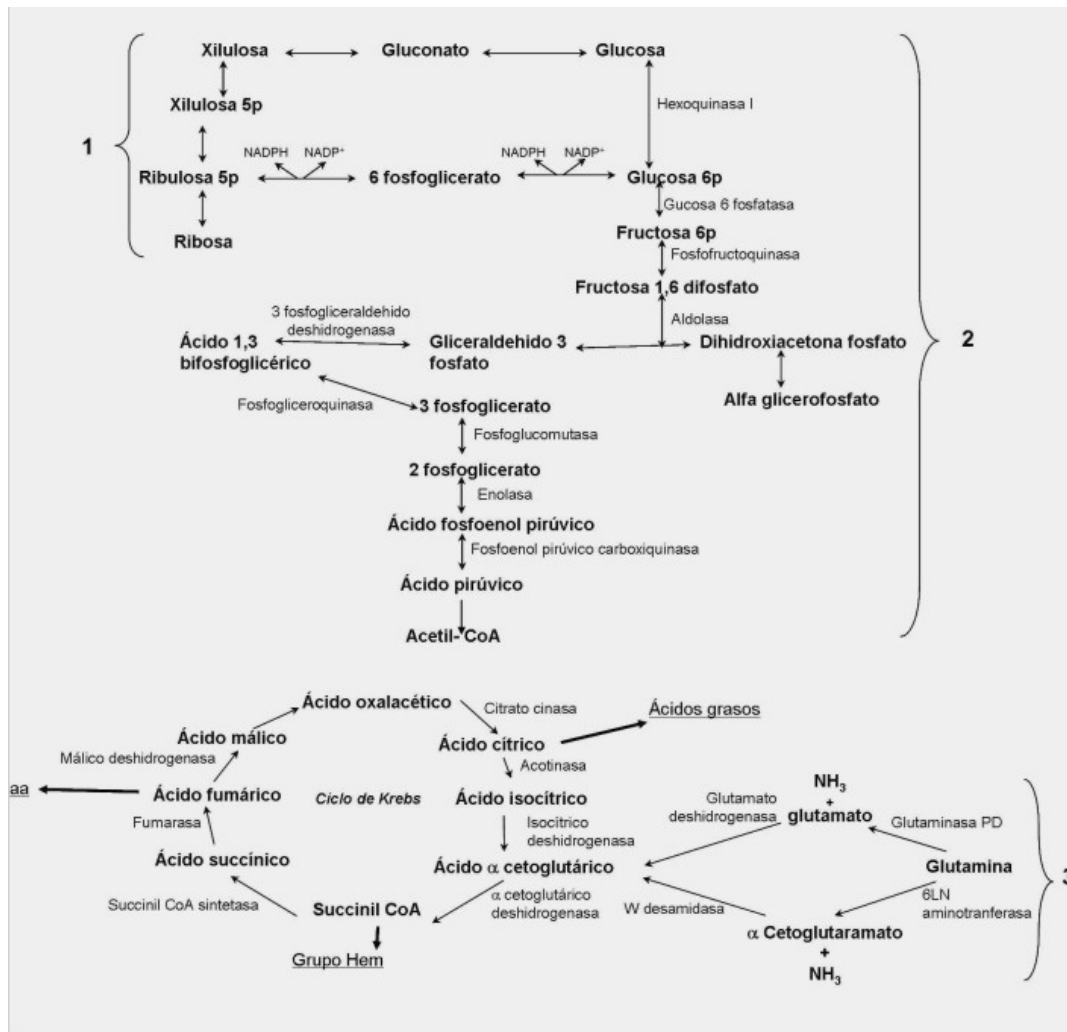 Xilulosa Gluconato Glucosa
Hexoquinasa I
Xilulosa 5p
1
NADPH NADP⁺ NADPH NADP⁺
Ribulosa 5p 6 fosfoglicerato Glucosa 6p
Gucosa 6 fosfatasa
Ribosa Fructosa 6p
Fosfofructoquinasa
Fructosa 1,6 difosfato
3 fosfogliceraldehido
deshidrogenasa
Aldolasa
Ácido 1,3
bifosfoglicérico
Gliceraldehido 3
fosfato
Dihidroxiacetona fosfato
2
Fosfogliceroquinasa
3 fosfoglicerato
Alfa glicerofosfato
Fosfoglucomutasa
2 fosfoglicerato
Enolasa
Ácido fosfoenol pirúvico
Fosfoenol pirúvico carboxiquinasa
Ácido pirúvico
Acetil- CoA
Ácido oxalacético
Citrato cinasa
Ácidos grasos
Ácido málico
Ácido cítrico
Málico deshidrogenasa
Acotinasa
aa
Ácido fumárico
Ciclo de Krebs
Ácido isocítrico
Glutamato
deshidrogenasa
NH₃
+
glutamato
Fumarasa
Isocítrico
deshidrogenasa
Glutaminasa PD
Ácido succínico
Ácido α cetoglutárico
Glutamina
3
Succinil CoA sintetasa
Succinil CoA
α cetoglutárico
deshidrogenasa
W desamidasa
6LN
aminotranferasa
α Cetoglutaramato
+
NH₃
Grupo Hem